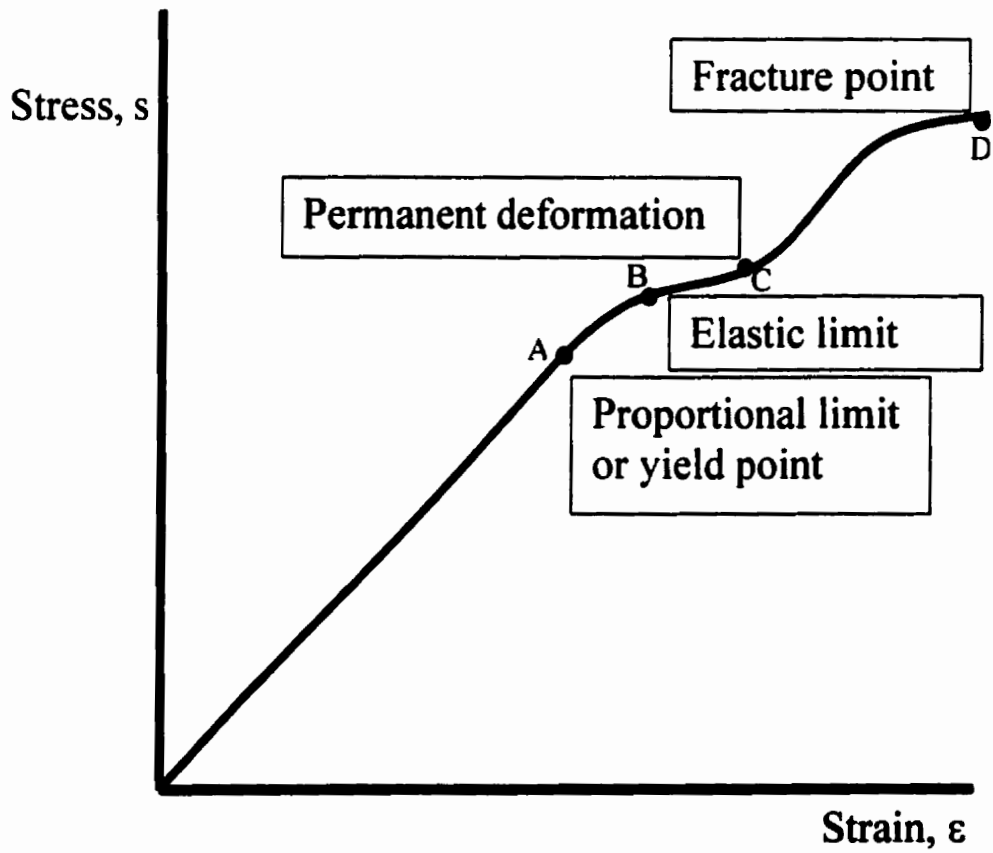 Fracture point
Stress, s
D
Permanent deformation
B
C
Elastic limit
A
Proportional limit
or yield point
Strain, ε